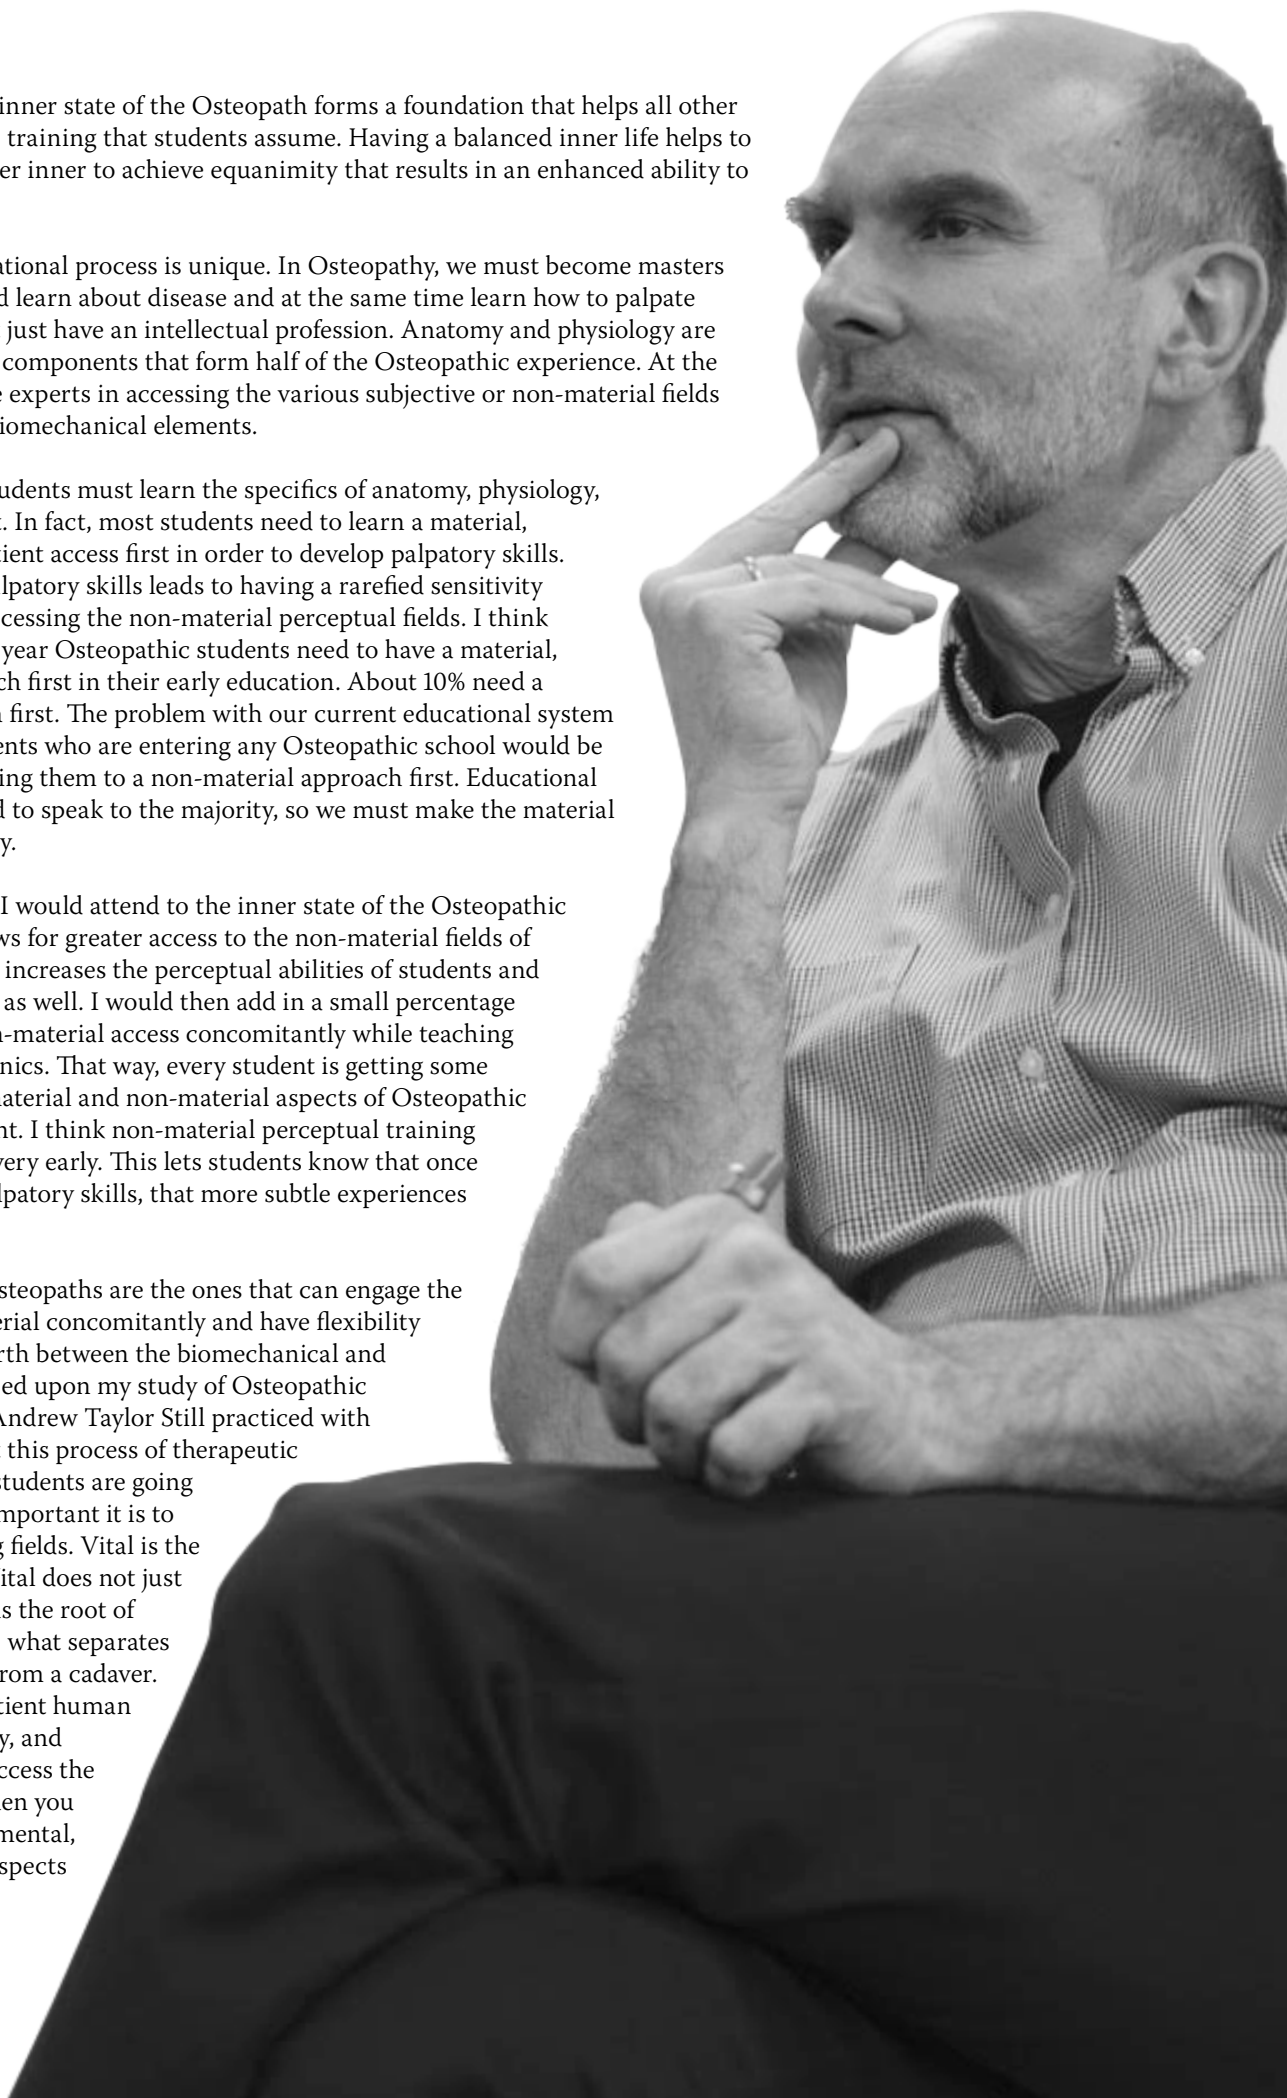 inner state of the Osteopath forms a foundation that helps all other
training that students assume. Having a balanced inner life helps to
er inner to achieve equanimity that results in an enhanced ability to
ational process is unique. In Osteopathy, we must become masters
d learn about disease and at the same time learn how to palpate
just have an intellectual profession. Anatomy and physiology are
components that form half of the Osteopathic experience. At the
e experts in accessing the various subjective or non-material fields
iomechanical elements.
udents must learn the specifics of anatomy, physiology,
t. In fact, most students need to learn a material,
tient access first in order to develop palpatory skills.
lpatory skills leads to having a rarefied sensitivity
cessing the non-material perceptual fields. I think
year Osteopathic students need to have a material,
ch first in their early education. About 10% need a
n first. The problem with our current educational system
ents who are entering any Osteopathic school would be
ing them to a non-material approach first. Educational
d to speak to the majority, so we must make the material
y.
I would attend to the inner state of the Osteopathic
ws for greater access to the non-material fields of
increases the perceptual abilities of students and
as well. I would then add in a small percentage
n-material access concomitantly while teaching
nics. That way, every student is getting some
naterial and non-material aspects of Osteopathic
nt. I think non-material perceptual training
very early. This lets students know that once
lpatory skills, that more subtle experiences
steopaths are the ones that can engage the
erial concomitantly and have flexibility
rth between the biomechanical and
ed upon my study of Osteopathic
Andrew Taylor Still practiced with
t this process of therapeutic
students are going
mportant it is to
g fields. Vital is the
ital does not just
is the root of
what separates
from a cadaver.
tient human
y, and
ccess the
en you
mental,
spects